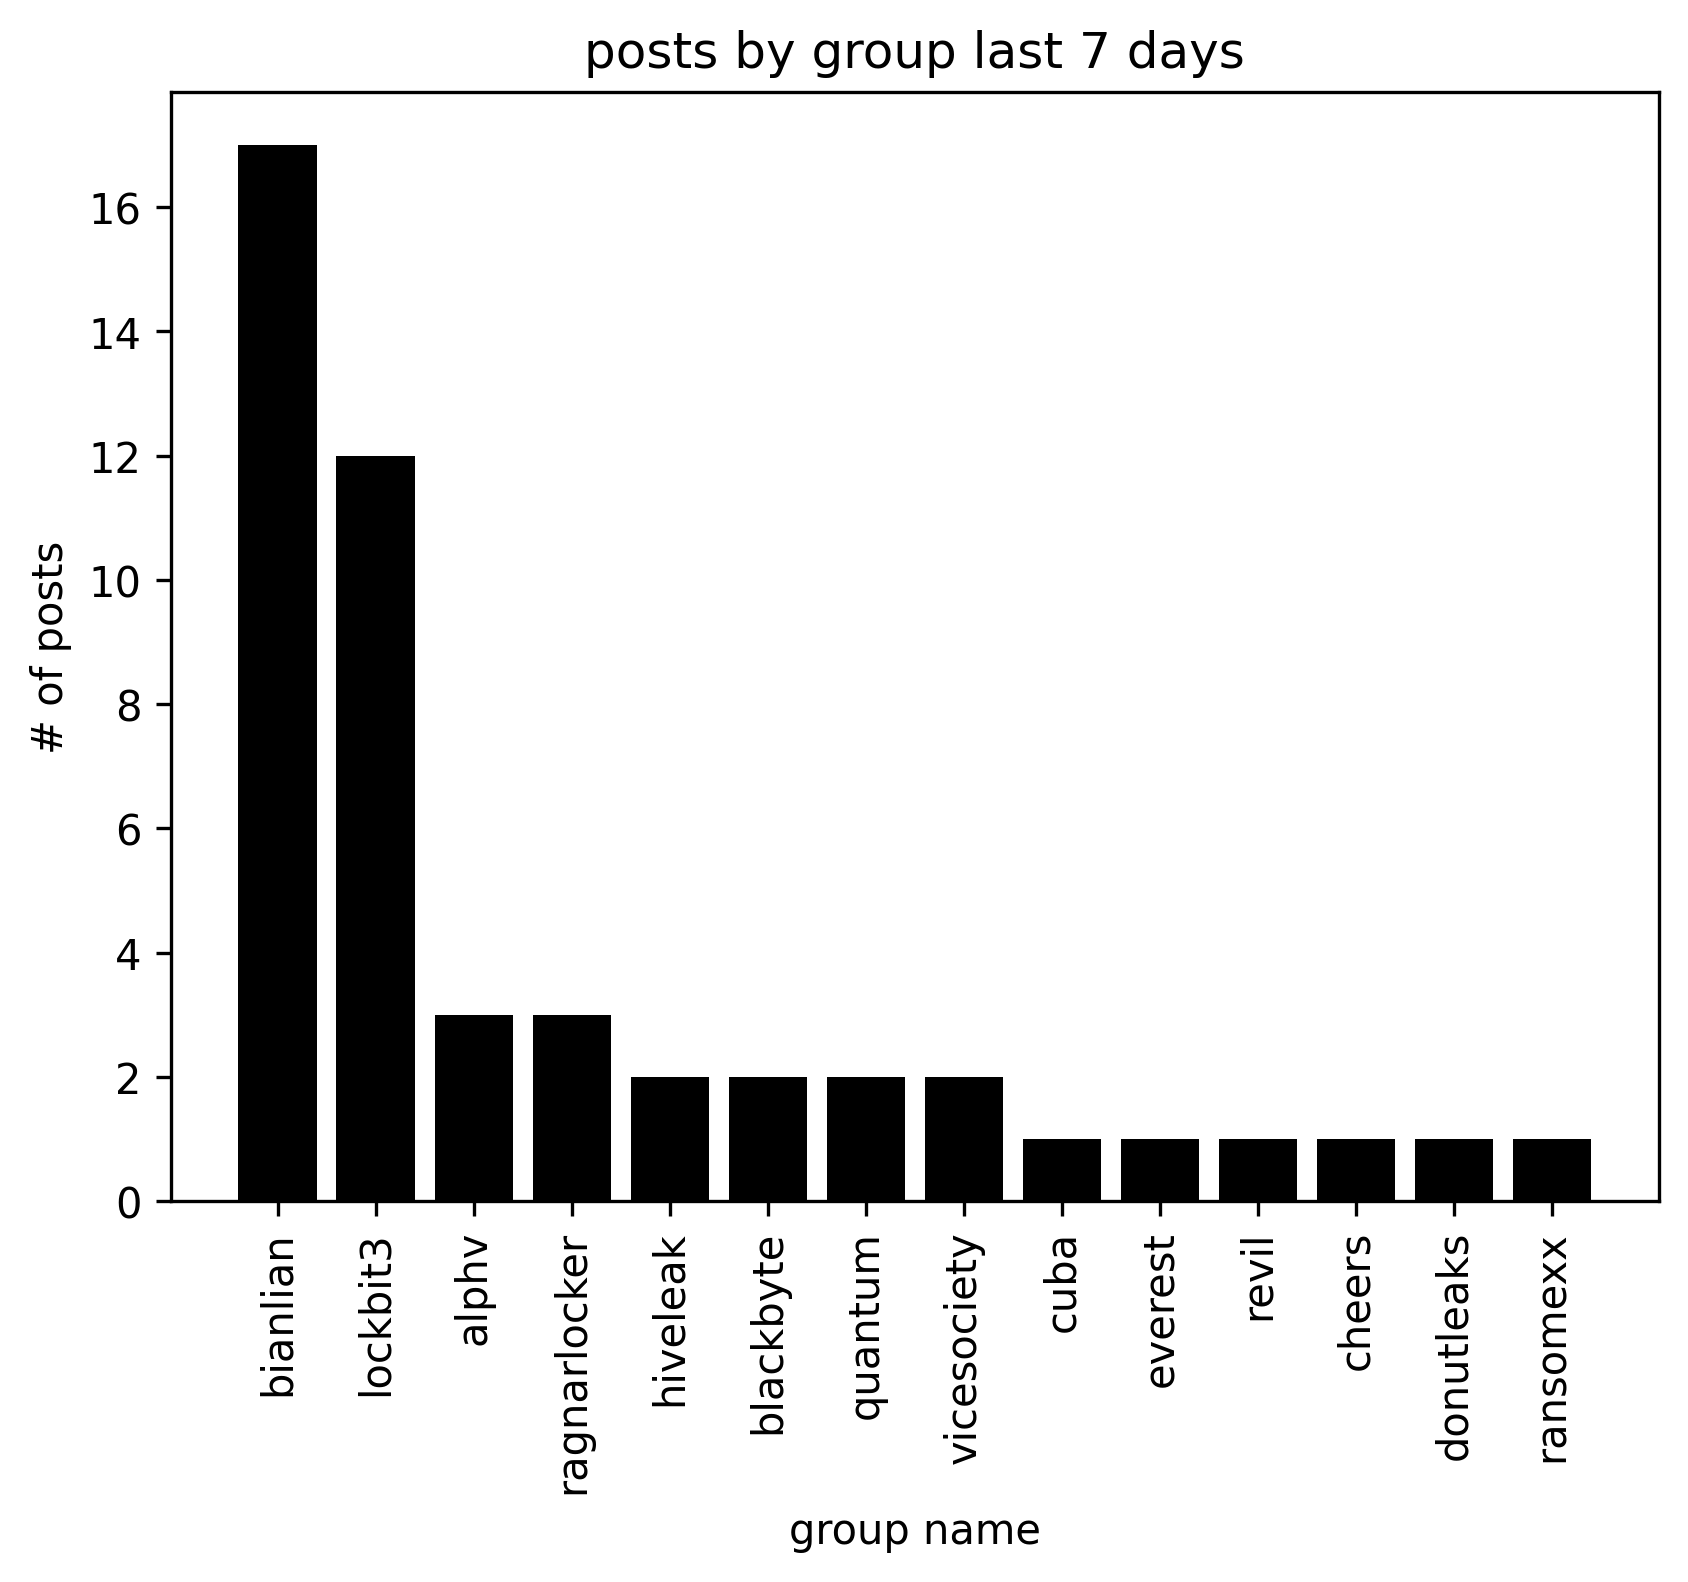 posts by group last 7 days
# of posts
16
14
12
10
8
6
4
2
0
bianlian
lockbit3
alphv
ragnarlocker
hiveleak
blackbyte
quantum
vicesociety
cuba
everest
revil
cheers
donutleaks
ransomexx
group name